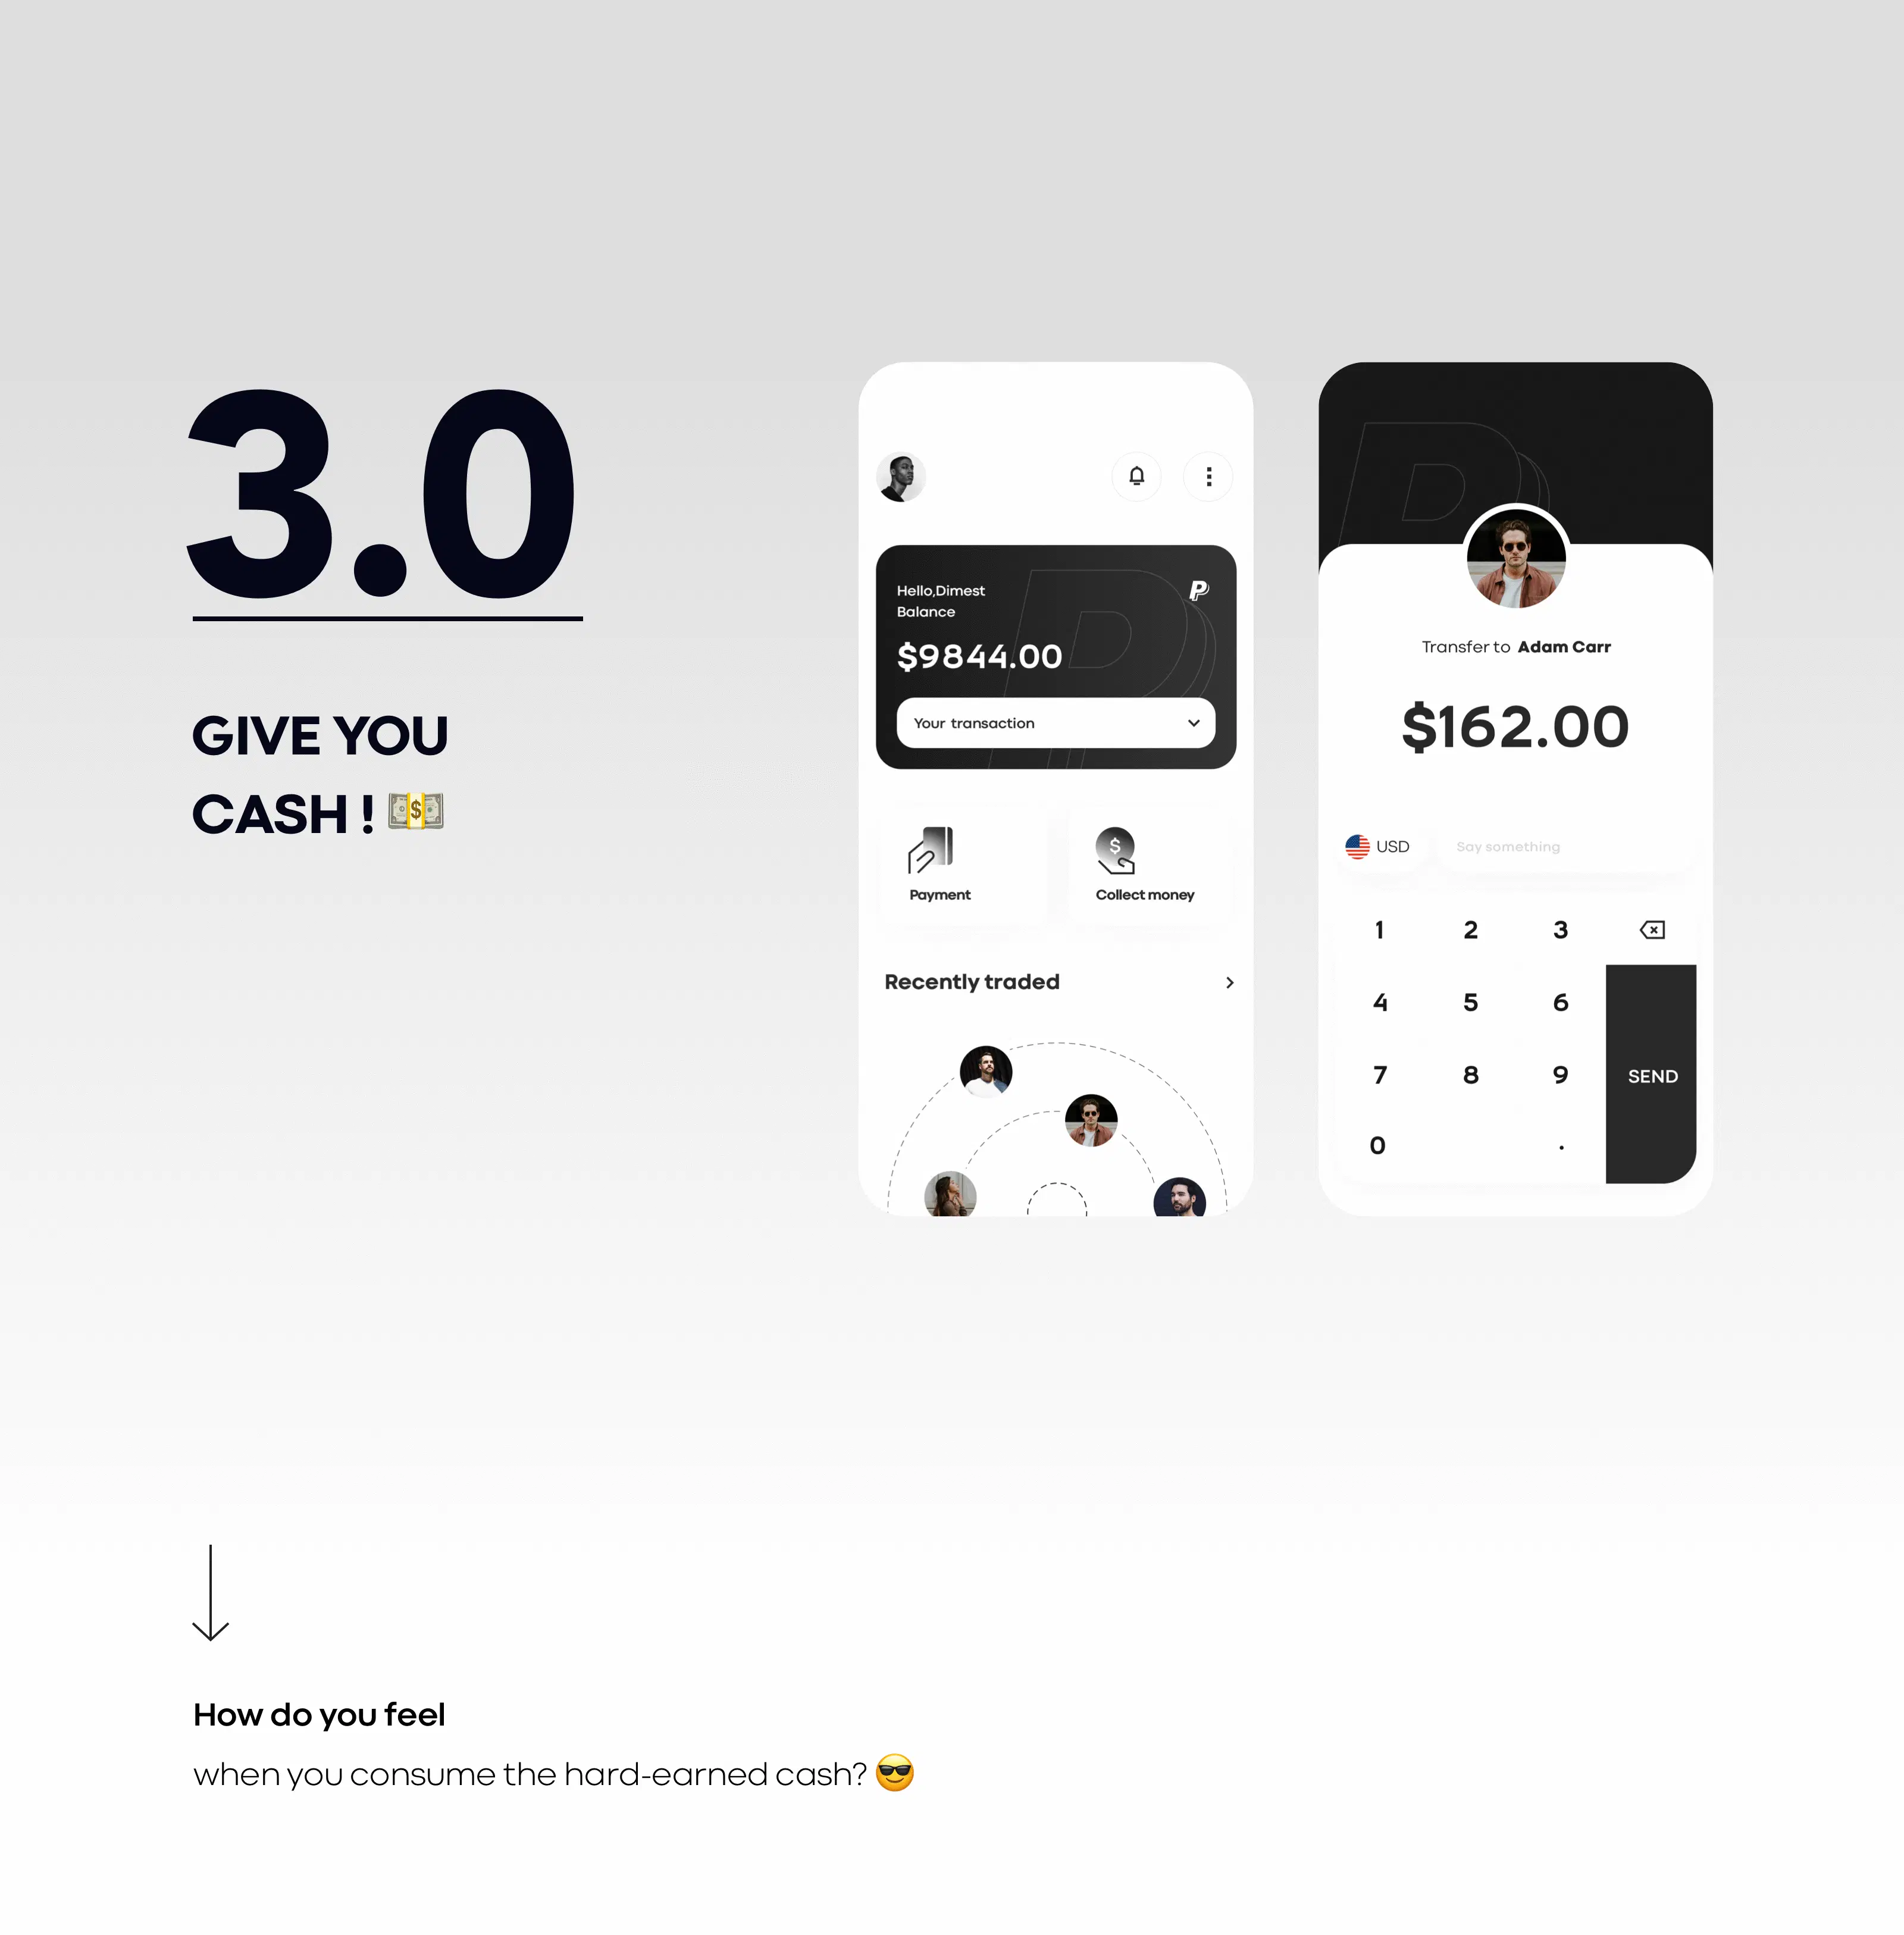 3.0
GIVE YOU
CASH ! 💵
Hello,Dimest
Balance
$9844.00
Your transaction
Payment
Collect money
Recently traded
Transfer to Adam Carr
$162.00
USD
Say something
1 2 3
4 5 6
7 8 9
SEND
0 .
How do you feel
when you consume the hard-earned cash? 😎